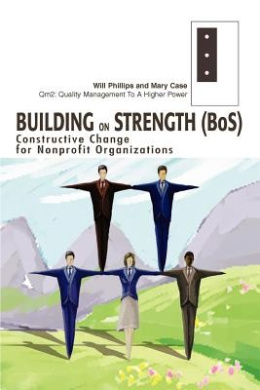 Will Phillips and Mary Case
Qm2: Quality Management To A Higher Power
BUILDING ON STRENGTH (BoS)
Constructive Change
for Nonprofit Organizations